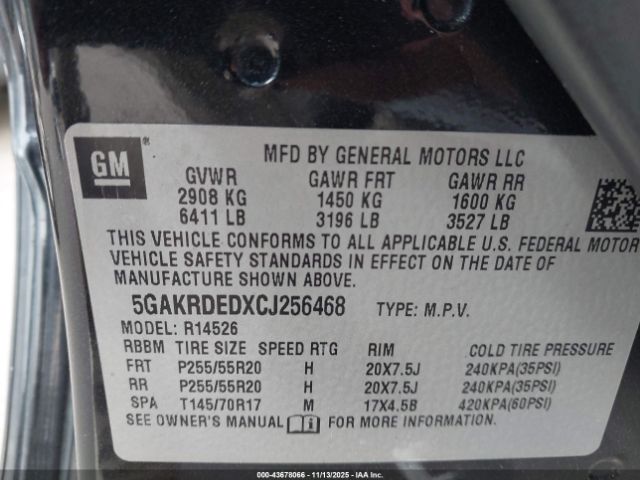 GM ®
MFD BY GENERAL MOTORS LLC
GVWR GAWR FRT GAWR RR
2908 KG 1450 KG 1600 KG
6411 LB 3196 LB 3527 LB
THIS VEHICLE CONFORMS TO ALL APPLICABLE U.S. FEDERAL MOTOR
VEHICLE SAFETY STANDARDS IN EFFECT ON THE DATE OF
MANUFACTURE SHOWN ABOVE.
5GAKRDEDXCJ256468 TYPE: M.P.V.
MODEL: R14526
RBBM TIRE SIZE SPEED RTG RIM COLD TIRE PRESSURE
FRT P255/55R20 H 20X7.5J 240KPA(35PSI)
RR P255/55R20 H 20X7.5J 240KPA(35PSI)
SPA T145/70R17 M 17X4.5B 420KPA(60PSI)
SEE OWNER'S MANUAL FOR MORE INFORMATION.
000-43678066 - 11/13/2025 - IAA Corp.